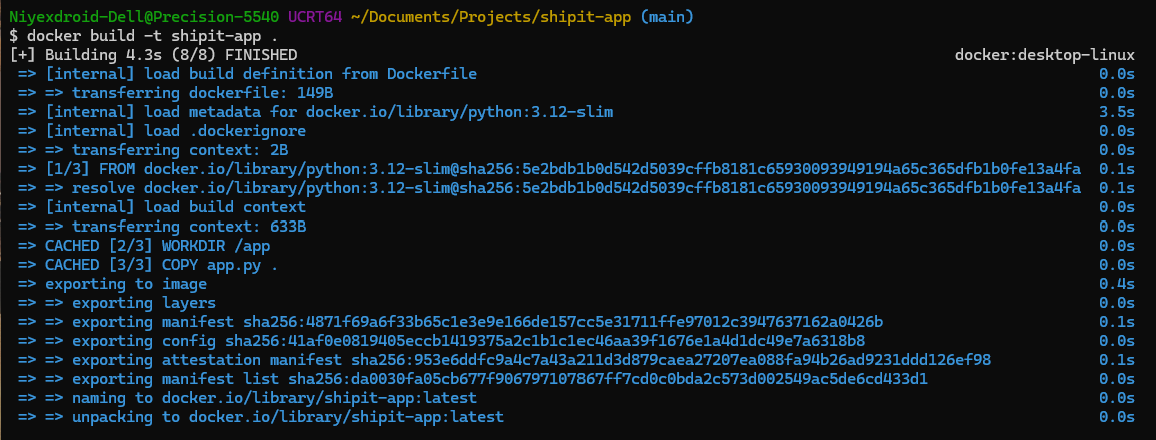 Niyexdroid-Dell@Precision-5540 UCRT64 ~/Documents/Projects/shipit-app (main)
$ docker build -t shipit-app .
[+] Building 4.3s (8/8) FINISHED docker:desktop-linux
=> [internal] load build definition from Dockerfile 0.0s
=> => transferring dockerfile: 149B 0.0s
=> [internal] load metadata for docker.io/library/python:3.12-slim 3.5s
=> [internal] load .dockerignore 0.0s
=> => transferring context: 2B 0.0s
=> [1/3] FROM docker.io/library/python:3.12-slim@sha256:5e2bdb1b0d542d5039cffb8181c65930093949194a65c365dfb1b0fe13a4fa 0.1s
=> => resolve docker.io/library/python:3.12-slim@sha256:5e2bdb1b0d542d5039cffb8181c65930093949194a65c365dfb1b0fe13a4fa 0.1s
=> [internal] load build context 0.0s
=> => transferring context: 633B 0.0s
=> CACHED [2/3] WORKDIR /app 0.0s
=> CACHED [3/3] COPY app.py . 0.0s
=> exporting to image 0.4s
=> => exporting layers 0.0s
=> => exporting manifest sha256:4871f69a6f33b65c1e3e9e166de157cc5e31711ffe97012c3947637162a0426b 0.1s
=> => exporting config sha256:41af0e0819405eccb1419375a2c1b1c1ec46aa39f1676e1a4d1dc49e7a6318b8 0.0s
=> => exporting attestation manifest sha256:953e6ddfc9a4c7a43a211d3d879caea27207ea088fa94b26ad9231ddd126ef98 0.1s
=> => exporting manifest list sha256:da0030fa05cb677f906797107867ff7cd0c0bda2c573d002549ac5de6cd433d1 0.0s
=> => naming to docker.io/library/shipit-app:latest 0.0s
=> => unpacking to docker.io/library/shipit-app:latest 0.0s